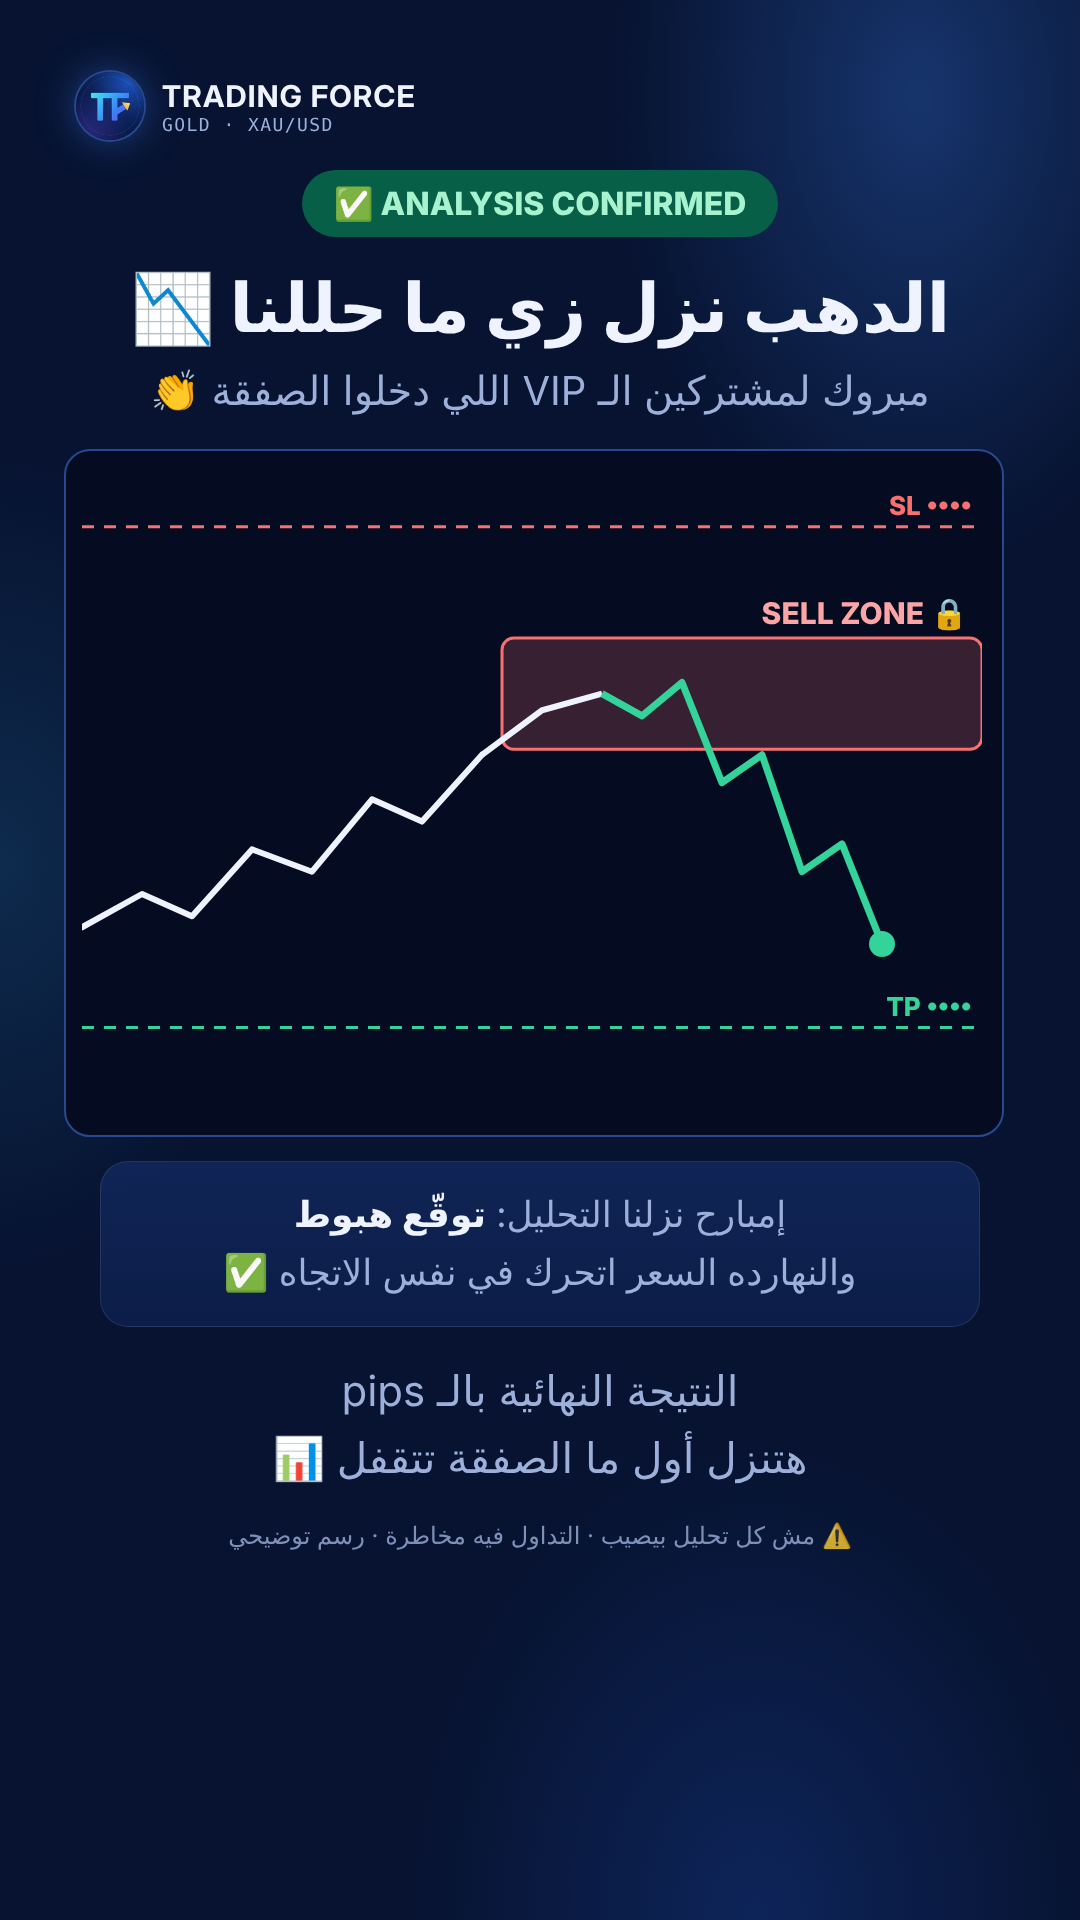 TRADING FORCE
GOLD · XAU/USD
✅ ANALYSIS CONFIRMED
الدهب نزل زي ما حللنا 📉
مبروك لمشتركين الـ VIP اللي دخلوا الصفقة 👏
SL ••••
SELL ZONE 🔒
TP ••••
إمبارح نزلنا التحليل: توقّع هبوط
والنهارده السعر اتحرك في نفس الاتجاه ✅
النتيجة النهائية بالـ pips
هتنزل أول ما الصفقة تتقفل 📊
⚠️ مش كل تحليل بيصيب · التداول فيه مخاطرة · رسم توضيحي